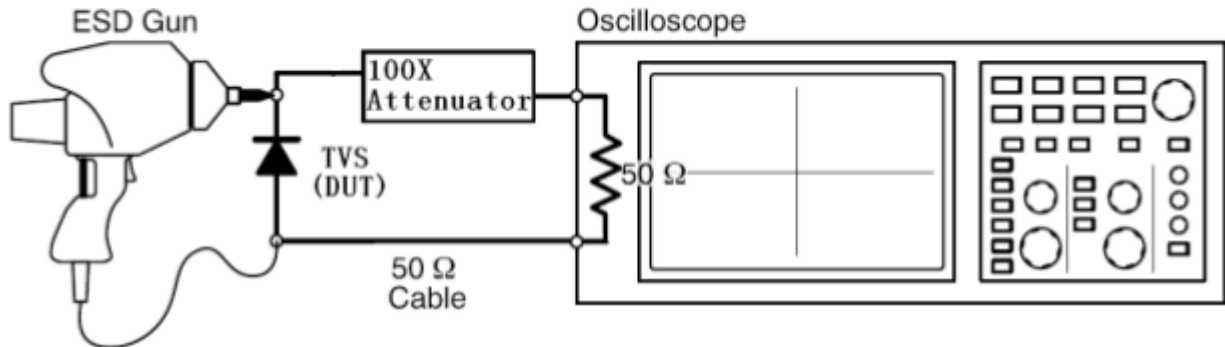 ESD Gun
Oscilloscope
100X
Attenuator
TVS
(DUT)
50 Ω
50 Ω
Cable